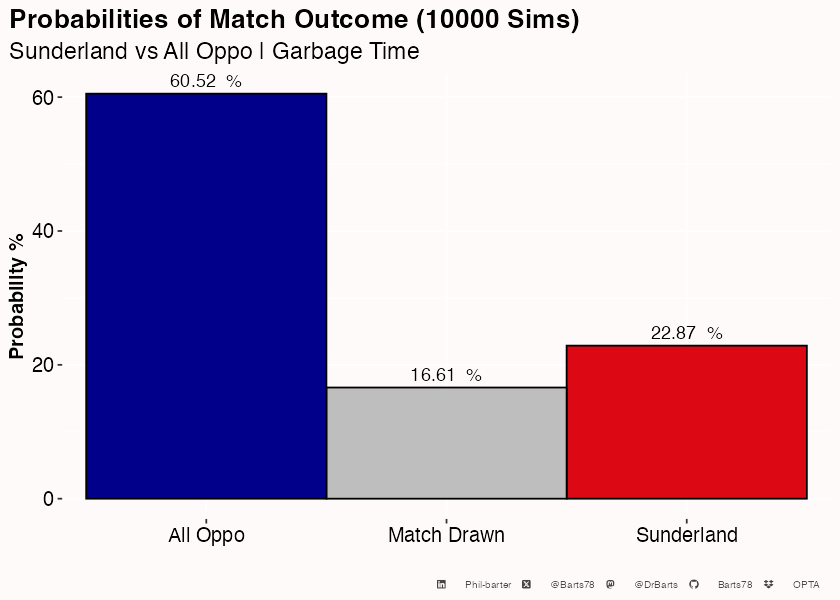 Probabilities of Match Outcome (10000 Sims)
Sunderland vs All Oppo | Garbage Time
60.52 %
60
40
Probability %
22.87 %
20
16.61 %
0
All Oppo Match Drawn Sunderland
Phil-barter @Barts78 @DrBarts Barts78 OPTA